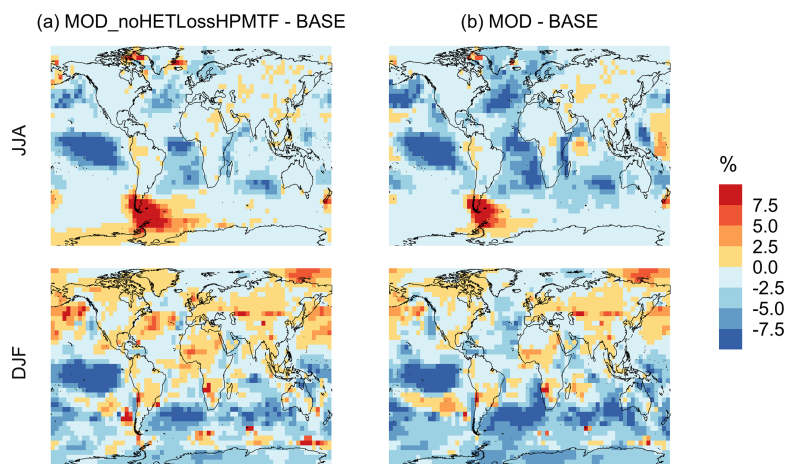 (a) MOD_noHETLossHPMTF - BASE
(b) MOD - BASE
JJA
DJF
%
7.5
5.0
2.5
0.0
-2.5
-5.0
-7.5